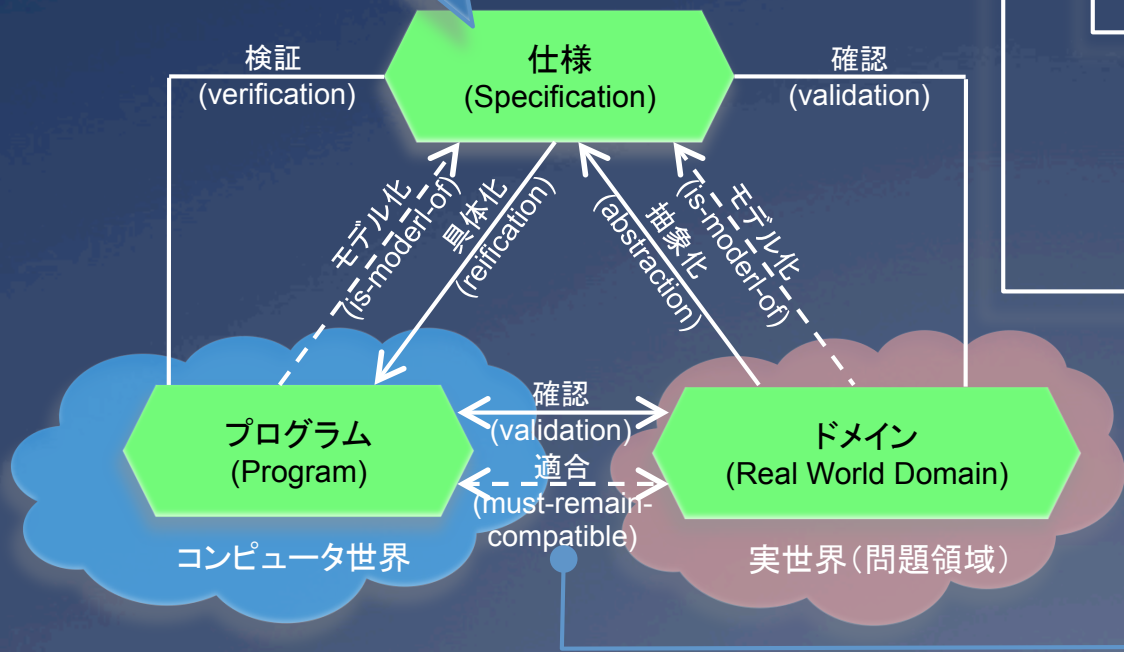 検証
(verification)
仕様
(Specification)
確認
(validation)
モデル化
(is-moderl-of)
具体化
(reification)
抽象化
(abstraction)
モデル化
(is-moderl-of)
プログラム
(Program)
確認
(validation)
適合
(must-remain-
compatible)
ドメイン
(Real World Domain)
コンピュータ世界
実世界(問題領域)